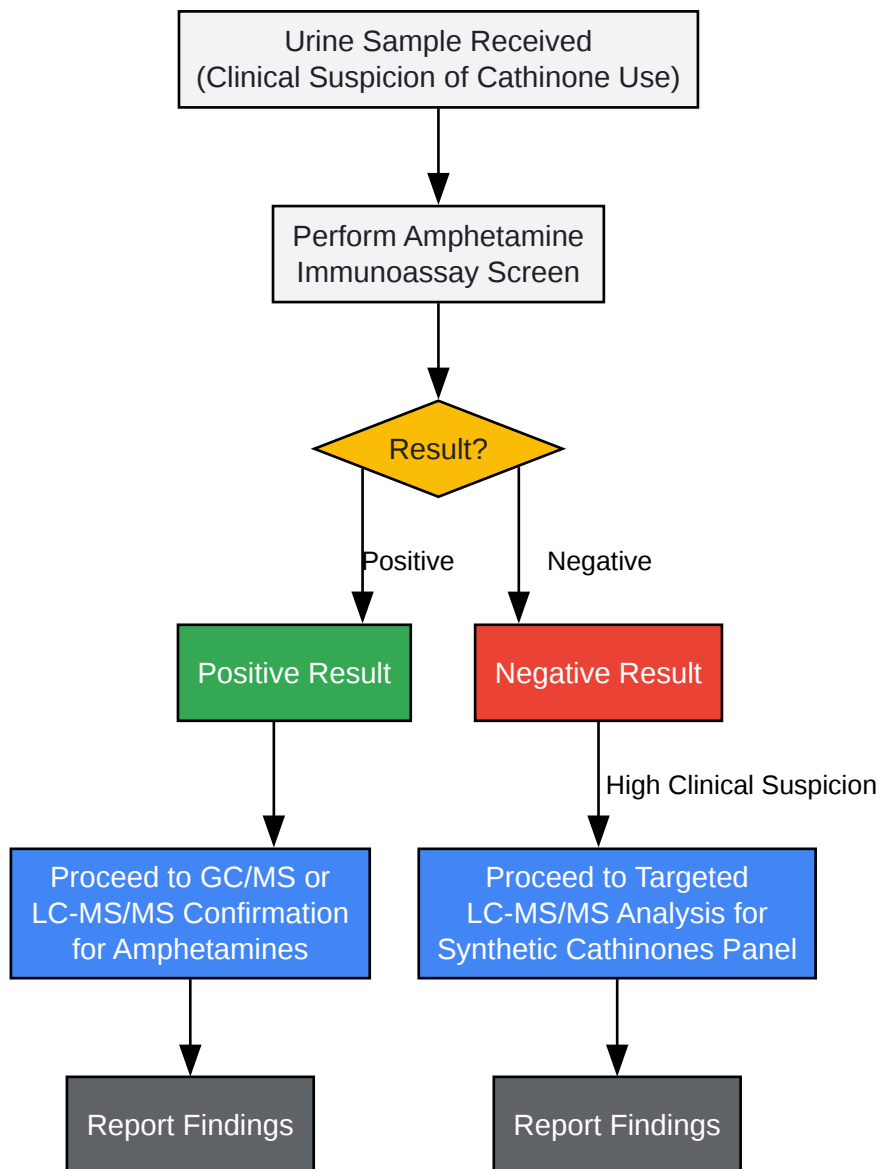 Urine Sample Received
(Clinical Suspicion of Cathinone Use)
Perform Amphetamine
Immunoassay Screen
Result?
Positive
Negative
Positive Result
Negative Result
High Clinical Suspicion
Proceed to GC/MS or
LC-MS/MS Confirmation
for Amphetamines
Proceed to Targeted
LC-MS/MS Analysis for
Synthetic Cathinones Panel
Report Findings
Report Findings